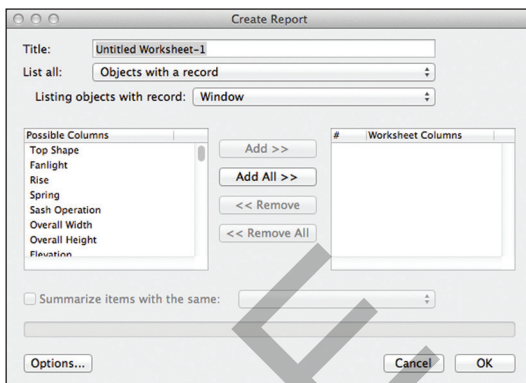 Create Report
Title: Untitled Worksheet-1
List all: Objects with a record
Listing objects with record: Window
Possible Columns
Top Shape
Fanlight
Rise
Spring
Sash Operation
Overall Width
Overall Height
Elevation
Add >>
Add All >>
<< Remove
<< Remove All
# Worksheet Columns
Summarize items with the same:
Options...
Cancel
OK